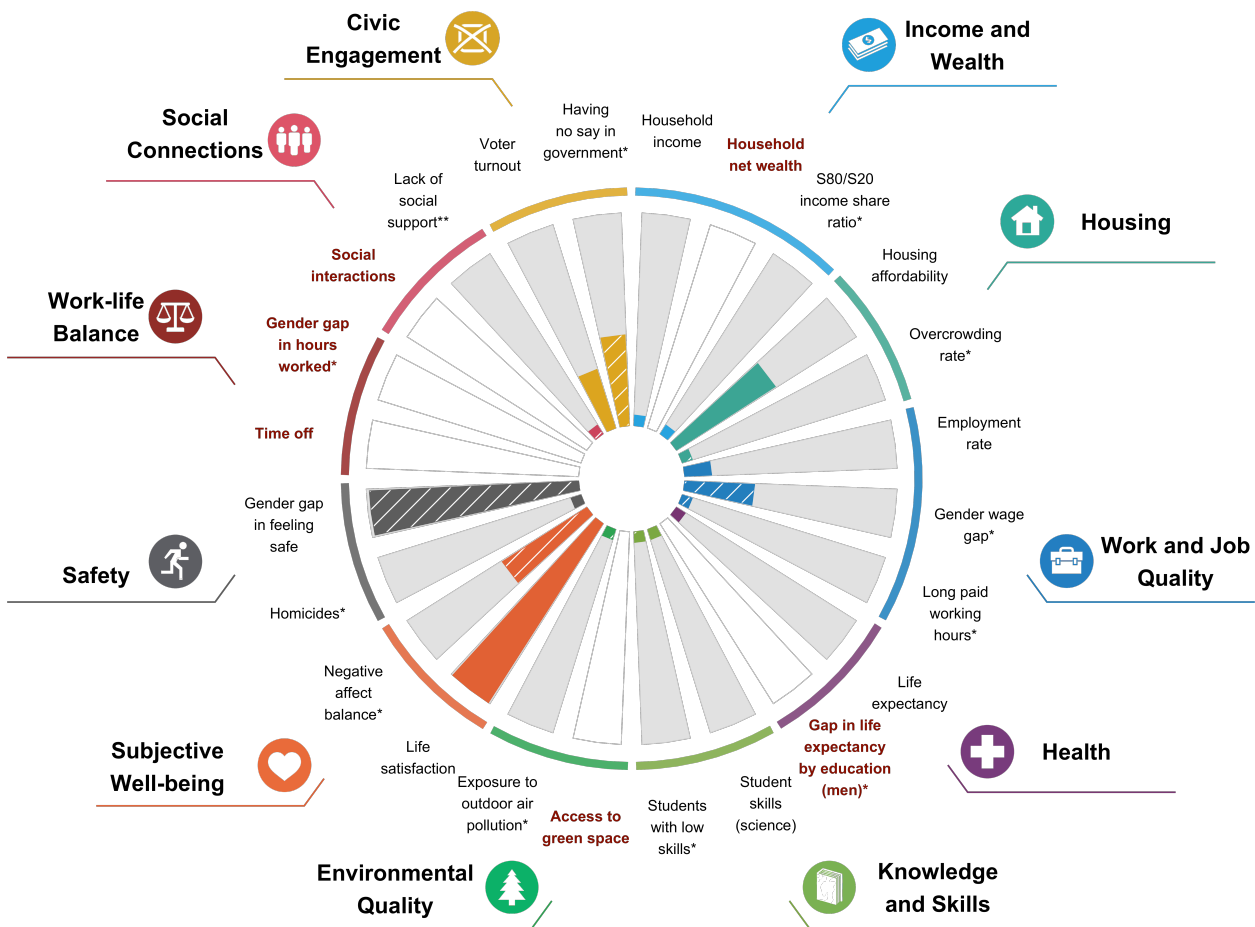 Civic
Engagement
Income and
Wealth
Social
Connections
Having
no say in
government*
Household
income
Household
net wealth
Voter
turnout
Lack of
social
support**
S80/S20
income share
ratio*
Housing
Social
interactions
Housing
affordability
Work-life
Balance
Gender gap
in hours
worked*
Overcrowding
rate*
Time off
Employment
rate
Gender gap
in feeling
safe
Gender wage
gap*
Safety
Work and Job
Quality
Homicides*
Long paid
working
hours*
Negative
affect
balance*
Life
expectancy
Subjective
Well-being
Life
satisfaction
Gap in life
expectancy
by education
(men)*
Health
Exposure to
outdoor air
pollution*
Access to
green space
Students
with low
skills*
Student
skills
(science)
Environmental
Quality
Knowledge
and Skills